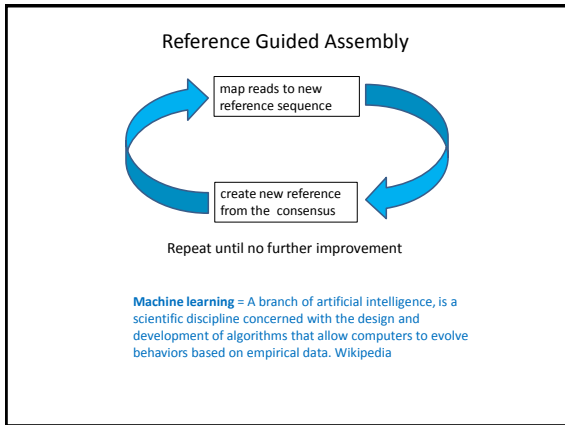 Reference Guided Assembly
map reads to new
reference sequence
create new reference
from the consensus
Repeat until no further improvement
Machine learning = A branch of artificial intelligence, is a
scientific discipline concerned with the design and
development of algorithms that allow computers to evolve
behaviors based on empirical data. Wikipedia